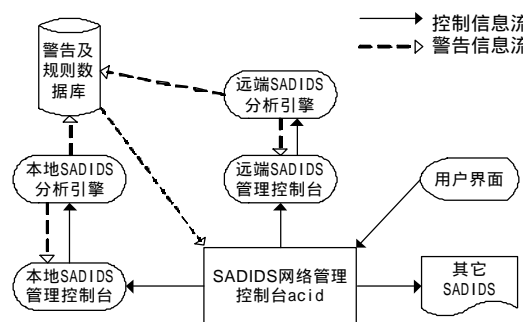 控制信息流
警告信息流
警告及
规则数
据库
远端SADIDS
分析引擎
本地SADIDS
分析引擎
远端SADIDS
管理控制台
用户界面
本地SADIDS
管理控制台
SADIDS网络管理
控制台acid
其它
SADIDS